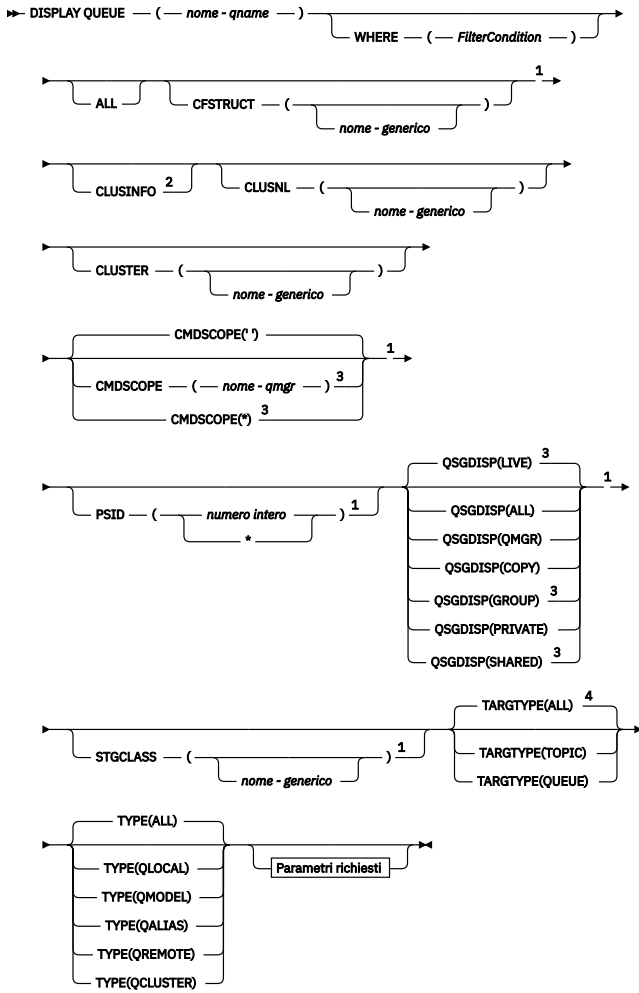 DISPLAY QUEUE ( nome - qname )
WHERE ( FilterCondition )
ALL CFSTRUCT ( nome - generico ) 1
CLUSINFO 2 CLUSNL ( nome - generico )
CLUSTER ( nome - generico )
CMDSCOPE(' ')
CMDSCOPE ( nome - qmgr ) 3 1
CMDSCOPE(*) 3
PSID ( numero intero ) 1
*
QSGDISP(LIVE) 3
QSGDISP(ALL) 1
QSGDISP(QMGR)
QSGDISP(COPY)
QSGDISP(GROUP) 3
QSGDISP(PRIVATE)
QSGDISP(SHARED) 3
STGCLASS ( nome - generico ) 1
TARGTYPE(ALL) 4
TARGTYPE(TOPIC)
TARGTYPE(QUEUE)
TYPE(ALL)
TYPE(QLOCAL)
TYPE(QMODEL)
TYPE(QALIAS)
TYPE(QREMOTE)
TYPE(QCLUSTER)
Parametri richiesti